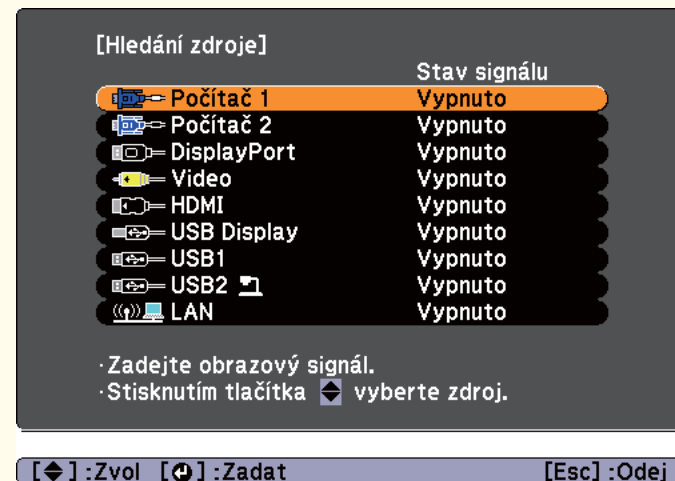 [Hledání zdroje]
Stav signálu
Počítač 1 Vypnuto
Počítač 2 Vypnuto
DisplayPort Vypnuto
Video Vypnuto
HDMI Vypnuto
USB Display Vypnuto
USB1 Vypnuto
USB2 Vypnuto
LAN Vypnuto
·Zadejte obrazový signál.
·Stisknutím tlačítka vyberte zdroj.
[ ] :Zvol [ ] :Zadat [Esc] :Odej